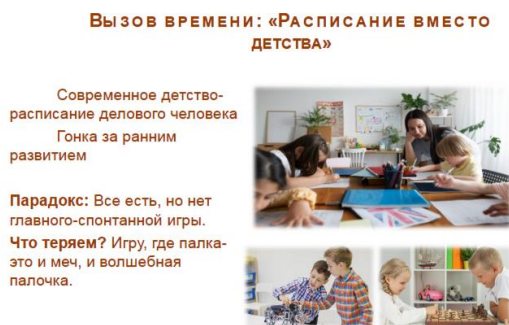 Вызов времени: «Расписание вместо
детства»
Современное детство-
расписание делового человека
Гонка за ранним
развитием
Парадокс: Все есть, но нет
главного-спонтанной игры.
Что теряем? Игру, где палка-
это и меч, и волшебная
палочка.